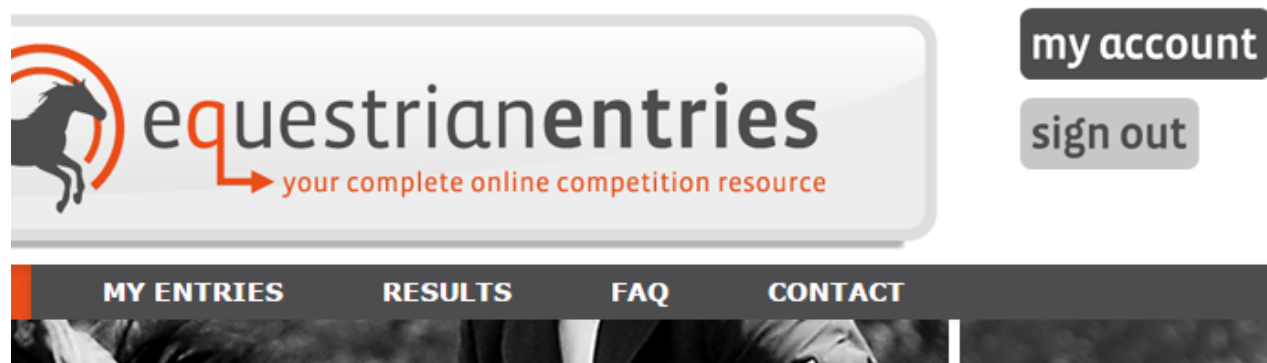 my account
equestrianentries
your complete online competition resource
sign out
MY ENTRIES RESULTS FAQ CONTACT